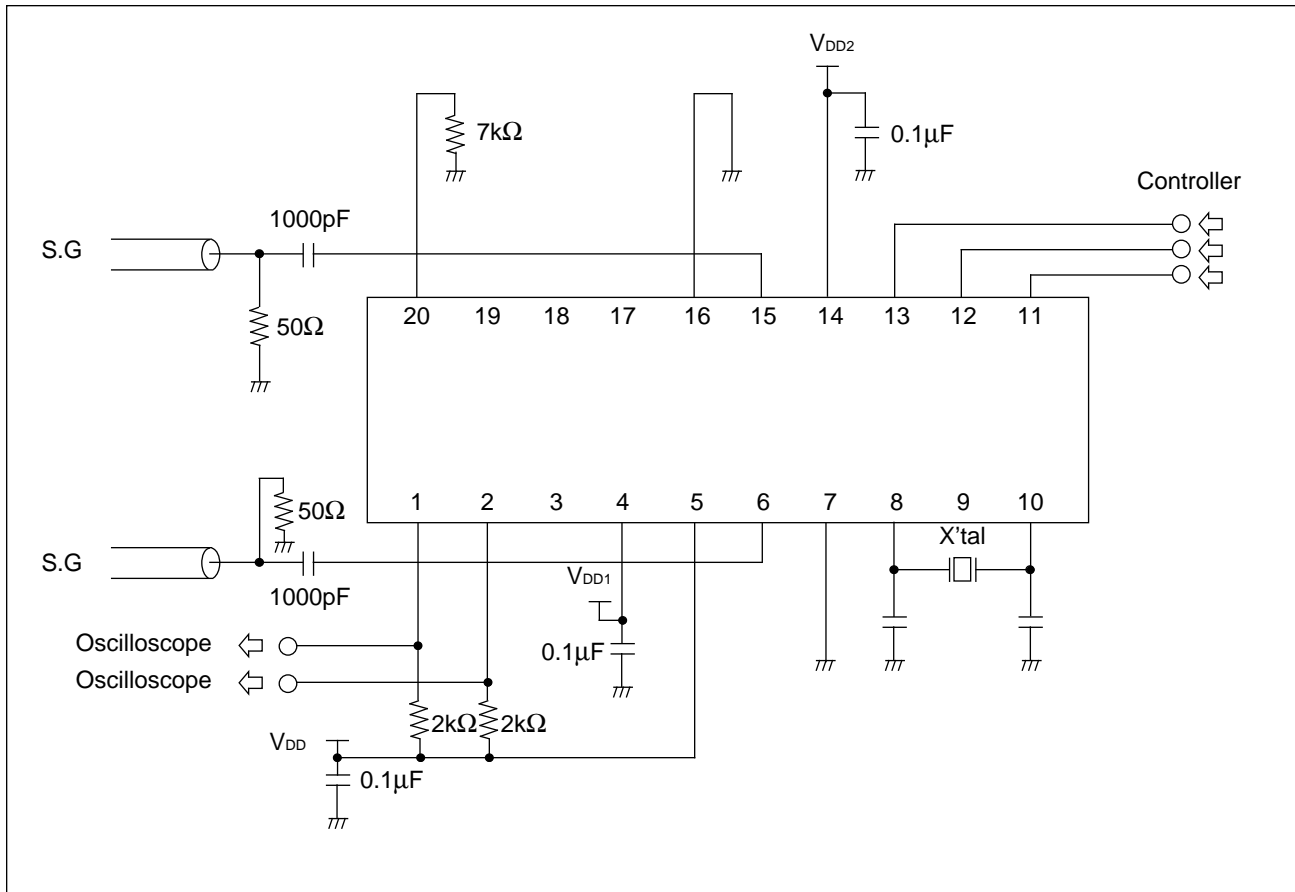 VDD2
7kΩ
0.1μF
Controller
1000pF
S.G
50Ω
20 19 18 17 16 15 14 13 12 11
1 2 3 4 5 6 7 8 9 10
50Ω
X'tal
S.G
1000pF
VDD1
Oscilloscope
0.1μF
Oscilloscope
2kΩ 2kΩ
VDD
0.1μF